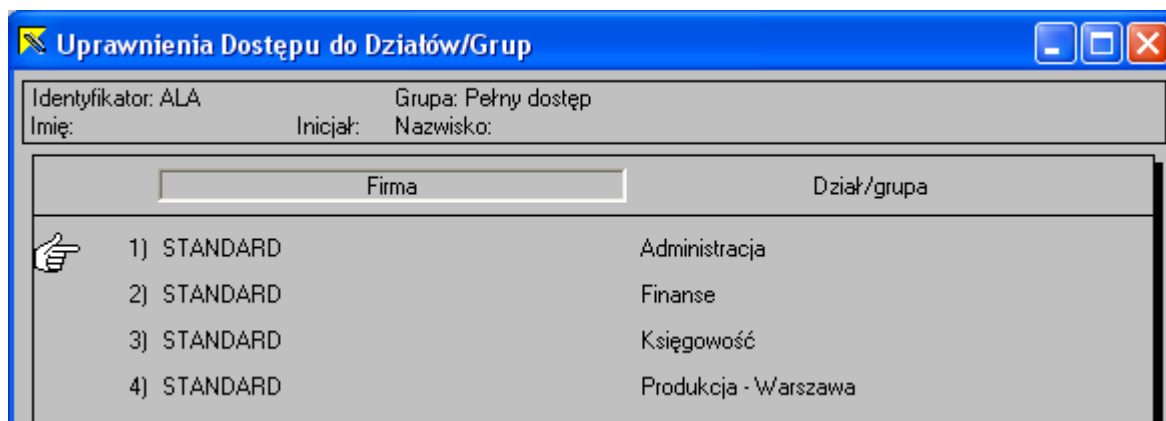 Uprawnienia Dostępu do Działów/Grup
Identyfikator: ALA Grupa: Pełny dostęp
Imię: Inicjał: Nazwisko:
Firma Dział/grupa
1) STANDARD Administracja
2) STANDARD Finanse
3) STANDARD Księgowość
4) STANDARD Produkcja - Warszawa